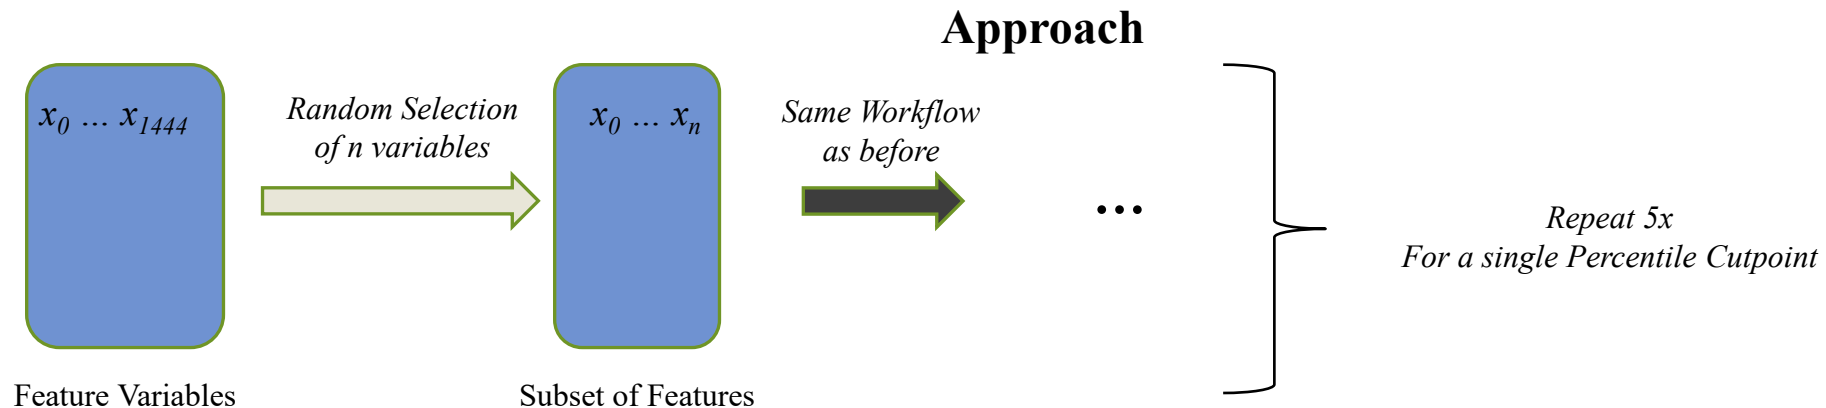 Approach
x0 ... x1444
Random Selection
of n variables
x0 ... xn
Same Workflow
as before
...
Repeat 5x
For a single Percentile Cutpoint
Feature Variables
Subset of Features